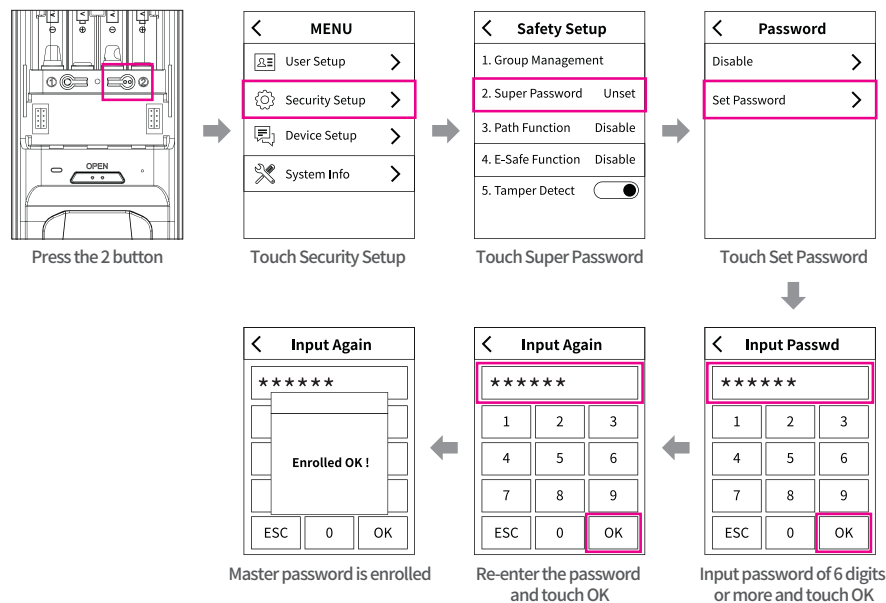 ① ②
OPEN
Press the 2 button
MENU
User Setup
Security Setup
Device Setup
System Info
Touch Security Setup
Safety Setup
1. Group Management
2. Super Password Unset
3. Path Function Disable
4. E-Safe Function Disable
5. Tamper Detect
Touch Super Password
Password
Disable
Set Password
Touch Set Password
Input Again
******
Enrolled OK !
ESC 0 OK
Master password is enrolled
Input Again
******
1 2 3
4 5 6
7 8 9
ESC 0 OK
Re-enter the password
and touch OK
Input Passwd
******
1 2 3
4 5 6
7 8 9
ESC 0 OK
Input password of 6 digits
or more and touch OK